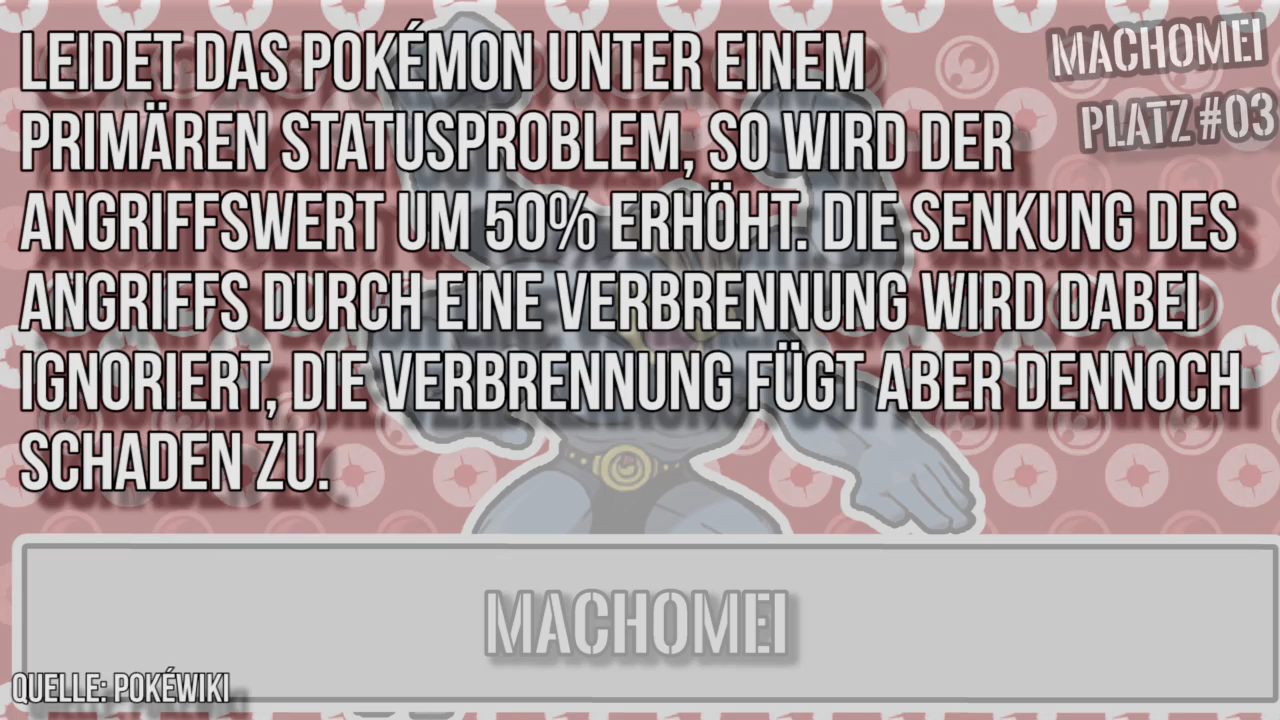 LEIDET DAS POKÉMON UNTER EINEM
PRIMÄREN STATUSPROBLEM, SO WIRD DER
ANGRIFFSWERT UM 50% ERHÖHT. DIE SENKUNG DES
ANGRIFFS DURCH EINE VERBRENNUNG WIRD DABEI
IGNORIERT, DIE VERBRENNUNG FÜGT ABER DENNOCH
SCHADEN ZU.
MACHOMEI
PLATZ #03
MACHOMEI
QUELLE: POKÉWIKI